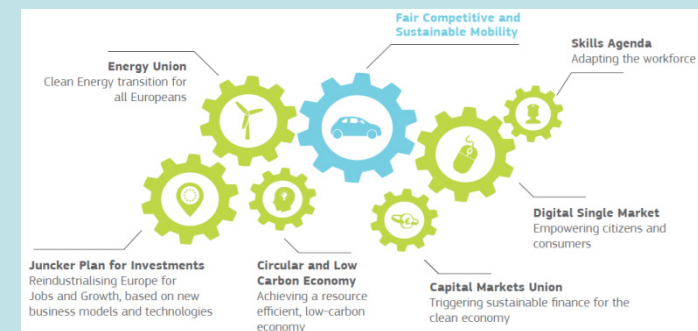 Fair Competitive and
Sustainable Mobility
Skills Agenda
Adapting the workforce
Energy Union
Clean Energy transition for
all Europeans
Digital Single Market
Empowering citizens and
consumers
Juncker Plan for Investments
Reindustrialising Europe for
Jobs and Growth, based on new
business models and technologies
Circular and Low
Carbon Economy
Achieving a resource
efficient, low-carbon
economy
Capital Markets Union
Triggering sustainable finance for the
clean economy